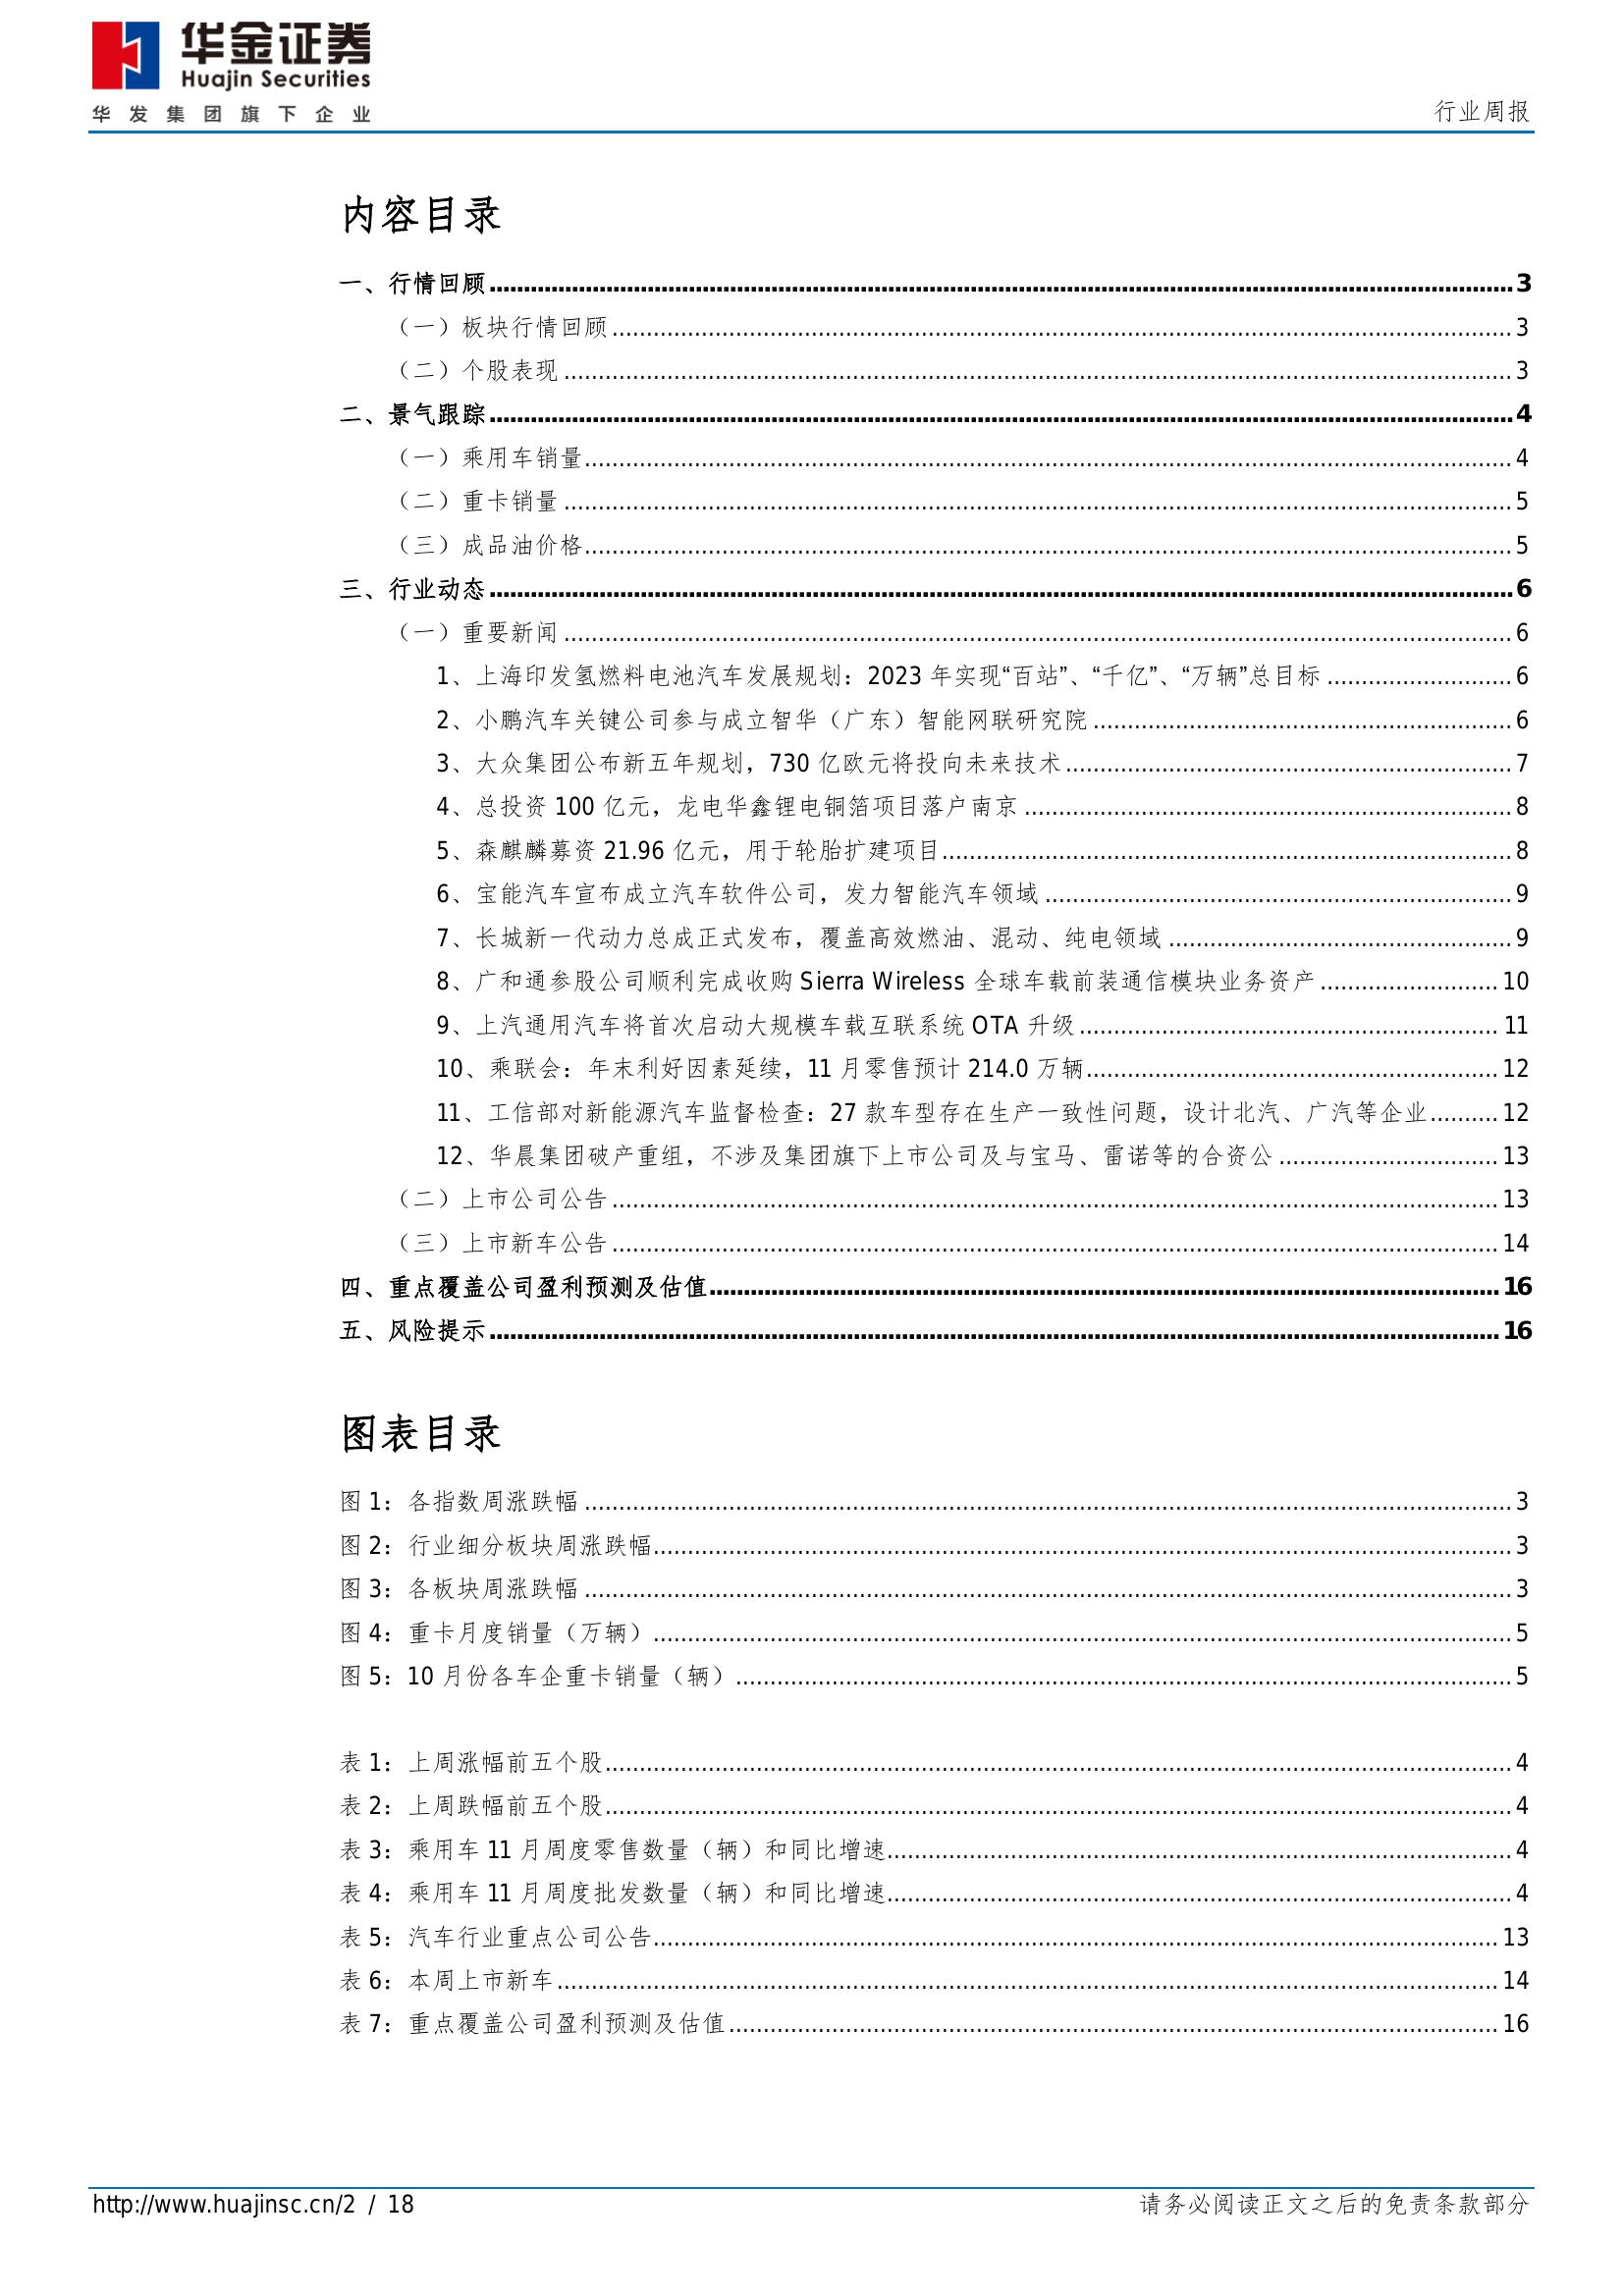 华金证券
Huajin Securities
华发集团旗下企业
行业周报
内容目录
一、行情回顾 3
（一）板块行情回顾 3
（二）个股表现 3
二、景气跟踪 4
（一）乘用车销量 4
（二）重卡销量 5
（三）成品油价格 5
三、行业动态 6
（一）重要新闻 6
1、上海印发氢燃料电池汽车发展规划：2023 年实现“百站”、“千亿”、“万辆”总目标 6
2、小鹏汽车关键公司参与成立智华（广东）智能网联研究院 6
3、大众集团公布新五年规划，730 亿欧元将投向未来技术 7
4、总投资 100 亿元，龙电华鑫锂电铜箔项目落户南京 8
5、森麒麟募资 21.96 亿元，用于轮胎扩建项目 8
6、宝能汽车宣布成立汽车软件公司，发力智能汽车领域 9
7、长城新一代动力总成正式发布，覆盖高效燃油、混动、纯电领域 9
8、广和通参股公司顺利完成收购 Sierra Wireless 全球车载前装通信模块业务资产 10
9、上汽通用汽车将首次启动大规模车载互联系统 OTA 升级 11
10、乘联会：年末利好因素延续，11 月零售预计 214.0 万辆 12
11、工信部对新能源汽车监督检查：27 款车型存在生产一致性问题，设计北汽、广汽等企业 12
12、华晨集团破产重组，不涉及集团旗下上市公司及与宝马、雷诺等的合资公 13
（二）上市公司公告 13
（三）上市新车公告 14
四、重点覆盖公司盈利预测及估值 16
五、风险提示 16
图表目录
图 1：各指数周涨跌幅 3
图 2：行业细分板块周涨跌幅 3
图 3：各板块周涨跌幅 3
图 4：重卡月度销量（万辆） 5
图 5：10 月份各车企重卡销量（辆） 5
表 1：上周涨幅前五个股 4
表 2：上周跌幅前五个股 4
表 3：乘用车 11 月周度零售数量（辆）和同比增速 4
表 4：乘用车 11 月周度批发数量（辆）和同比增速 4
表 5：汽车行业重点公司公告 13
表 6：本周上市新车 14
表 7：重点覆盖公司盈利预测及估值 16
http://www.huajinsc.cn/2 / 18
请务必阅读正文之后的免责条款部分